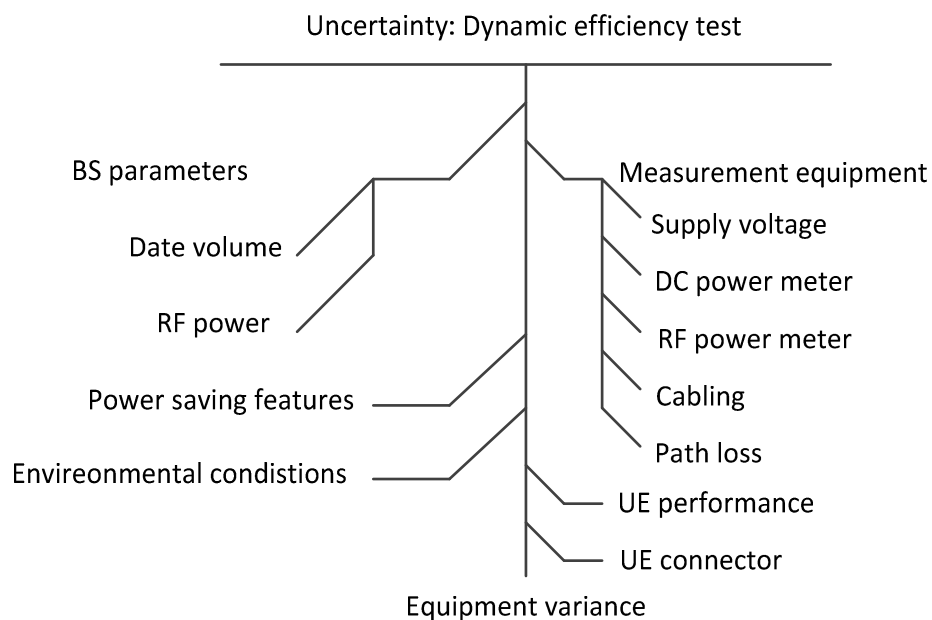 Uncertainty: Dynamic efficiency test
BS parameters
Date volume
RF power
Power saving features
Envireonmental condistions
Measurement equipment
Supply voltage
DC power meter
RF power meter
Cabling
Path loss
UE performance
UE connector
Equipment variance